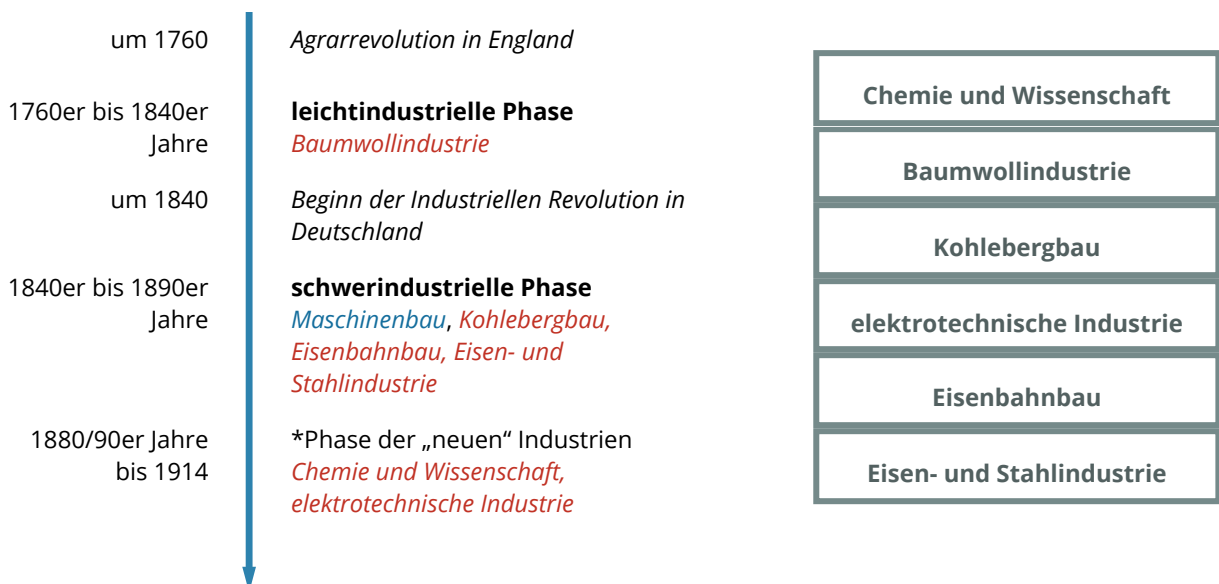 um 1760
Agrarrevolution in England
1760er bis 1840er
Jahre
leichtindustrielle Phase
Baumwollindustrie
um 1840
Beginn der Industriellen Revolution in
Deutschland
1840er bis 1890er
Jahre
schwerindustrielle Phase
Maschinenbau, Kohlebergbau,
Eisenbahnbau, Eisen- und
Stahlindustrie
1880/90er Jahre
bis 1914
*Phase der „neuen“ Industrien
Chemie und Wissenschaft,
elektrotechnische Industrie
Chemie und Wissenschaft
Baumwollindustrie
Kohlebergbau
elektrotechnische Industrie
Eisenbahnbau
Eisen- und Stahlindustrie